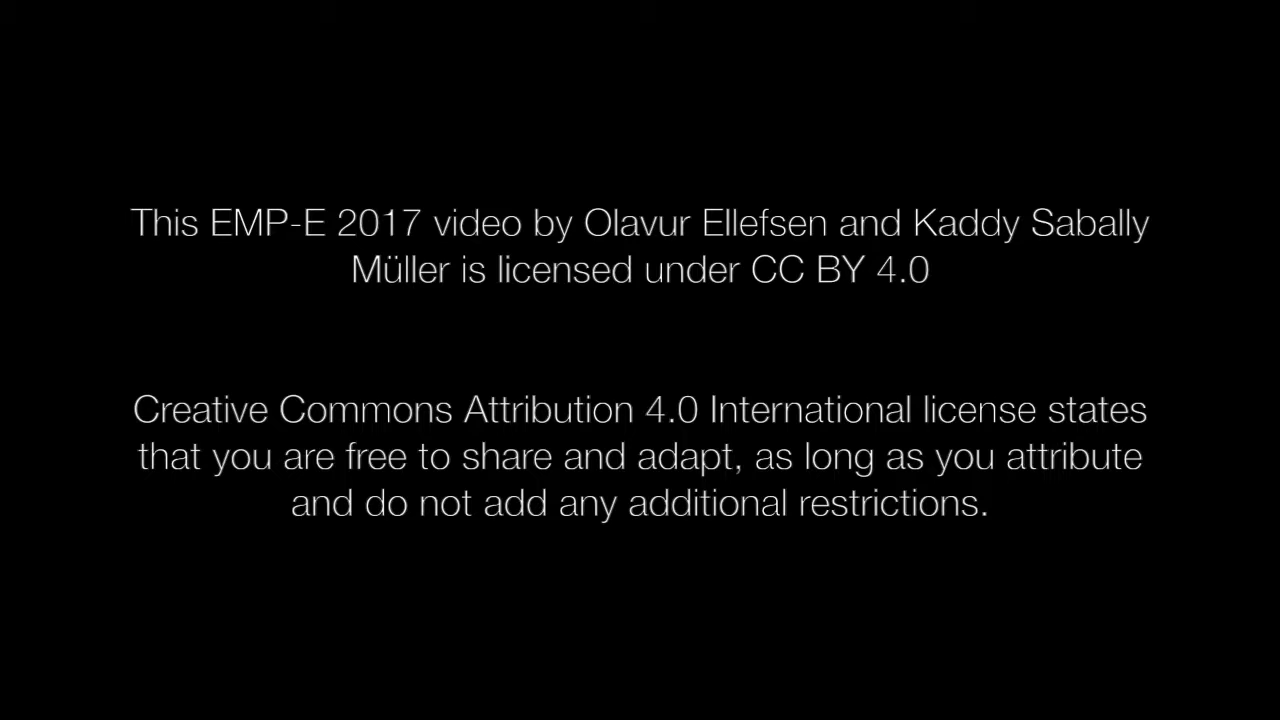 This EMP-E 2017 video by Olavur Ellefsen and Kaddy Sabally
Müller is licensed under CC BY 4.0
Creative Commons Attribution 4.0 International license states
that you are free to share and adapt, as long as you attribute
and do not add any additional restrictions.